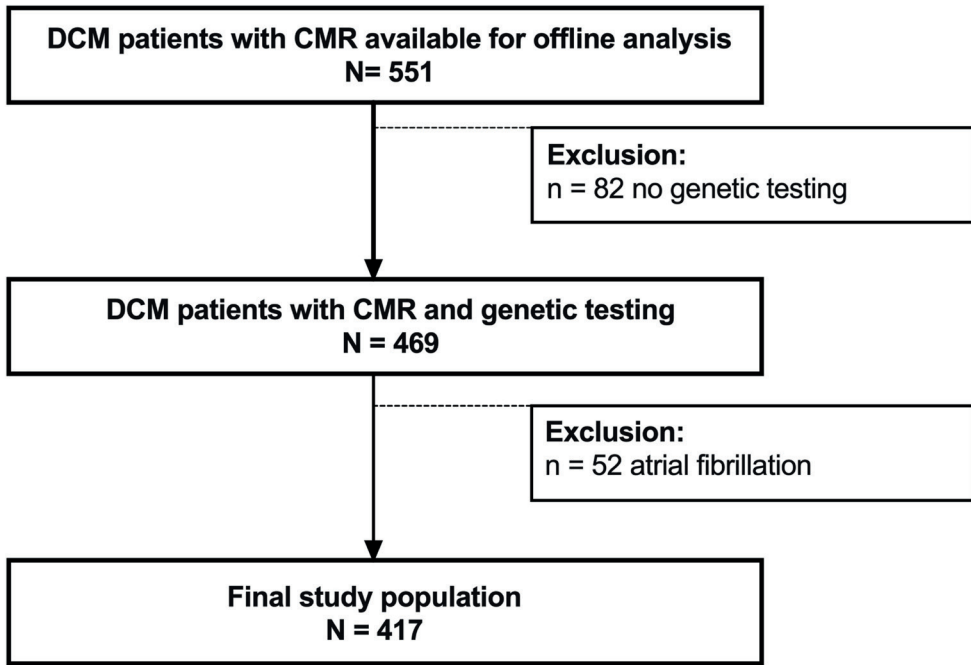 DCM patients with CMR available for offline analysis
N= 551
Exclusion:
n = 82 no genetic testing
DCM patients with CMR and genetic testing
N = 469
Exclusion:
n = 52 atrial fibrillation
Final study population
N = 417